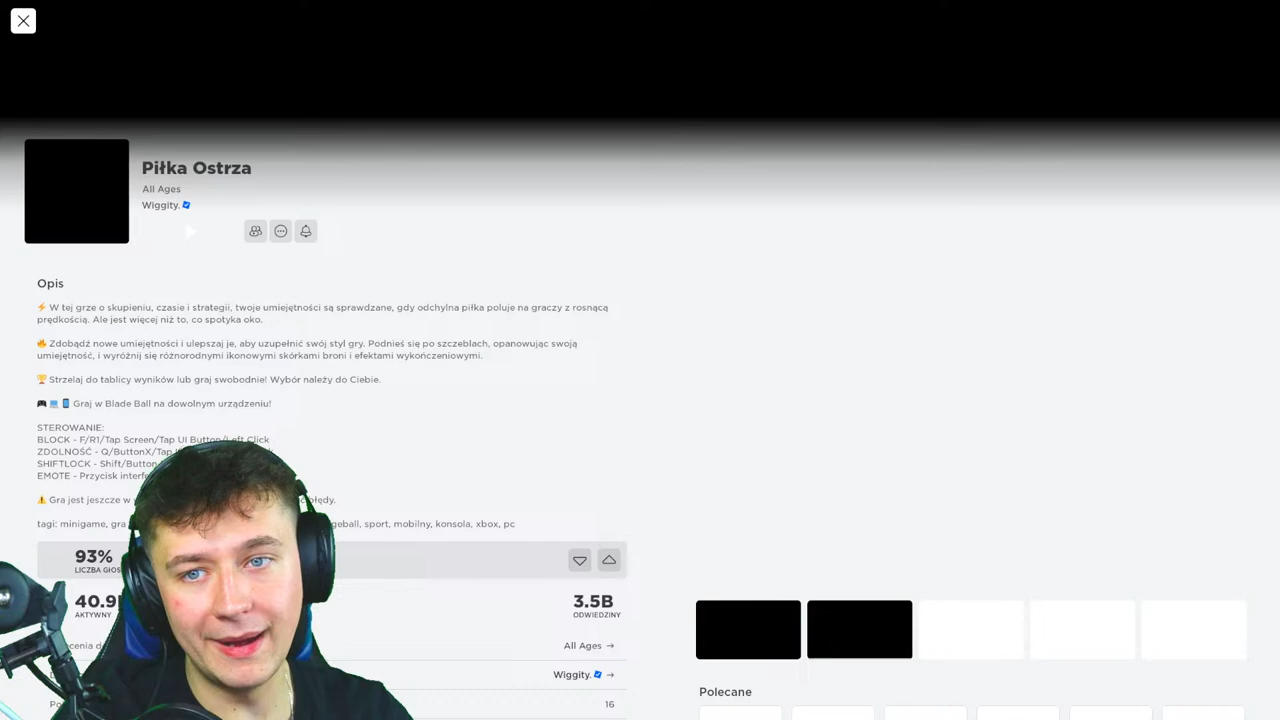 Piłka Ostrza
All Ages
Wiggity.
Opis
⚡ W tej grze o skupieniu, czasie i strategii, twoje umiejętności są sprawdzane, gdy odchylna piłka poluje na graczy z rosnącą
prędkością. Ale jest więcej niż to, co spotyka oko.
🔥 Zdobądź nowe umiejętności i ulepszaj je, aby uzupełnić swój styl gry. Podnieś się po szczeblach, opanowując swoją
umiejętność, i wyróżnij się różnorodnymi ikonowymi skórkami broni i efektami wykończeniowymi.
🏆 Strzelaj do tablicy wyników lub graj swobodnie! Wybór należy do Ciebie.
🎮 💻 📱 Graj w Blade Ball na dowolnym urządzeniu!
STEROWANIE:
BLOCK - F/R1/Tap Screen/Tap UI Button/Left Click
ZDOLNOŚĆ - Q/ButtonX/Tap
SHIFTLOCK - Shift/Button
EMOTE - Przycisk
⚠️ Gra jest jeszcze w
tagi: minigame, gra sport, mobilny, konsola, xbox, pc
93%
LICZBA
40.9
AKTYWNY
3.5B
ODWIEDZINY
All Ages →
Wiggity. →
16
Polecane